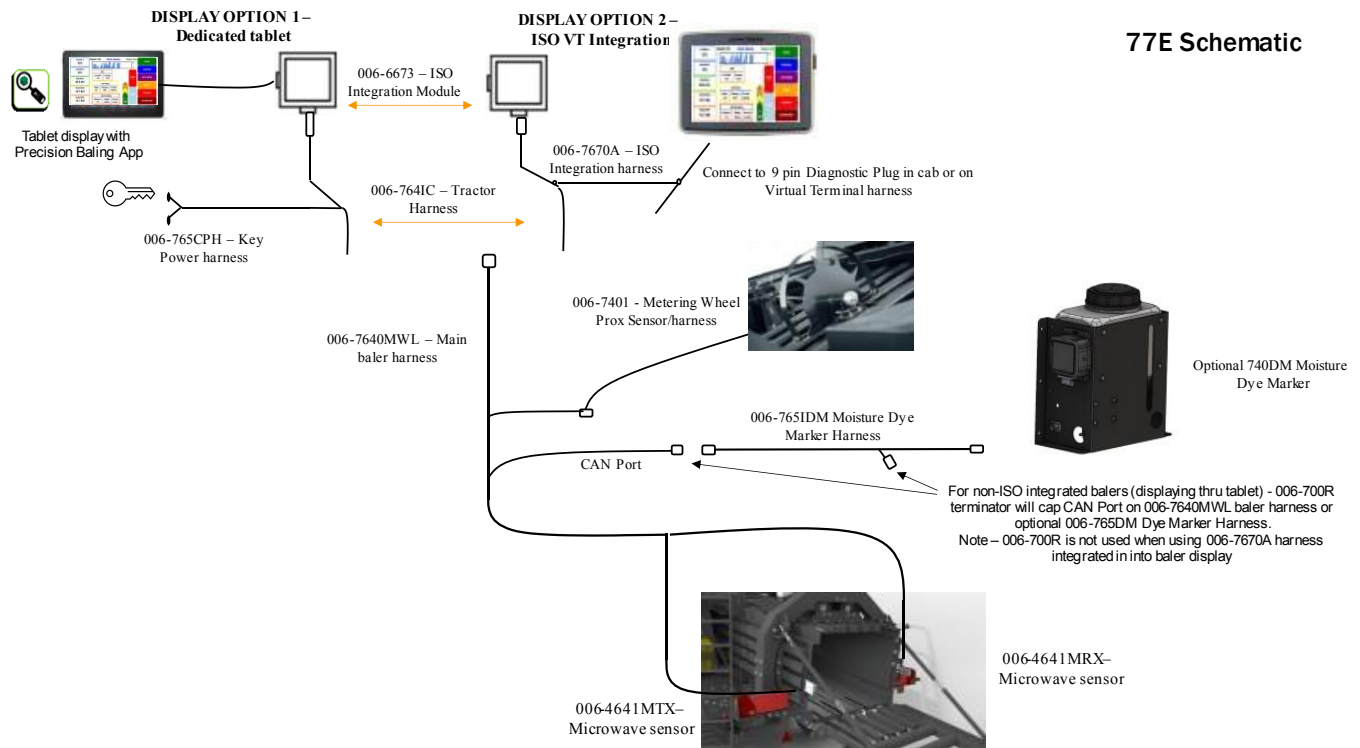 DISPLAY OPTION 1 –
Dedicated tablet
DISPLAY OPTION 2 –
ISO VT Integration
77E Schematic
006-6673 – ISO
Integration Module
Tablet display with
Precision Baling App
006-7670A – ISO
Integration harness
Connect to 9 pin Diagnostic Plug in cab or on
Virtual Terminal harness
006-764IC – Tractor
Harness
006-765CPH – Key
Power harness
006-7401 - Metering Wheel
Prox Sensor/harness
006-7640MWL – Main
baler harness
Optional 740DM Moisture
Dye Marker
006-765IDM Moisture Dye
Marker Harness
CAN Port
For non-ISO integrated balers (displaying thru tablet) - 006-700R
terminator will cap CAN Port on 006-7640MWL baler harness or
optional 006-765DM Dye Marker Harness.
Note – 006-700R is not used when using 006-7670A harness
integrated in into baler display
006-4641MRX–
Microwave sensor
006-4641MTX–
Microwave sensor